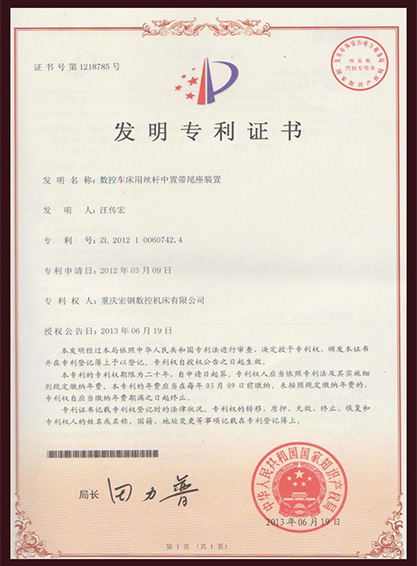 证书号第1218785号
发明专利证书
发明名称：数控车床用丝杆中置带尾座装置
发明人：汪传宏
专利号：ZL 2012 1 0060742.4
专利申请日：2012年03月09日
专利权人：重庆宏钢数控机床有限公司
授权公告日：2013年06月19日
本发明经过本局依照中华人民共和国专利法进行审查，决定授予专利权，颁发本证书
并在专利登记簿上予以登记。专利权自授权公告之日起生效。
本专利的专利权期限为二十年，自申请日起算。专利权人应当依照专利法及其实施细
则规定缴纳年费。本专利的年费应当在每年03月09日前缴纳。未按照规定缴纳年费的，
专利权自应当缴纳年费期满之日起终止。
专利证书记载专利权登记时的法律状况。专利权的转移、质押、无效、终止、恢复和
专利权人的姓名或名称、国籍、地址变更等事项记载在专利登记簿上。
局长 田力普
中华人民共和国国家知识产权局
2013年06月19日
第1页（共1页）